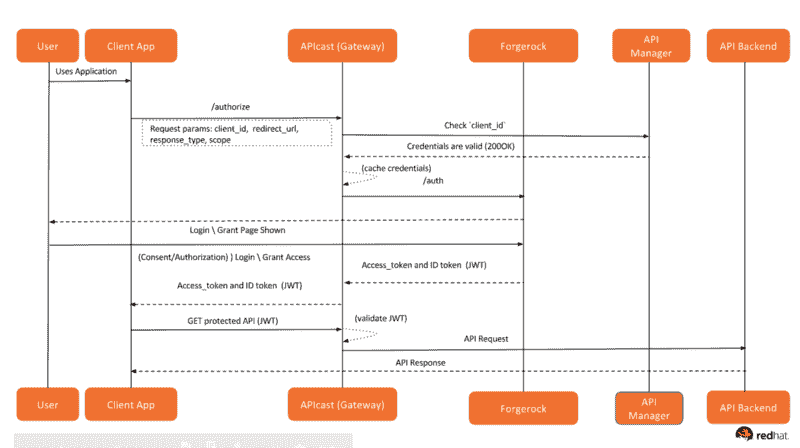 User
Client App
APIcast (Gateway)
Forgerock
API
Manager
API Backend
Uses Application
/authorize
Request params: client_id, redirect_url,
response_type, scope
Check `client_id`
Credentials are valid (200OK)
(cache credentials)
/auth
Login \ Grant Page Shown
(Consent/Authorization) ) Login \ Grant Access
Access_token and ID token (JWT)
Access_token and ID token (JWT)
GET protected API (JWT)
(validate JWT)
API Request
API Response
User
Client App
APIcast (Gateway)
Forgerock
API
Manager
API Backend
redhat.